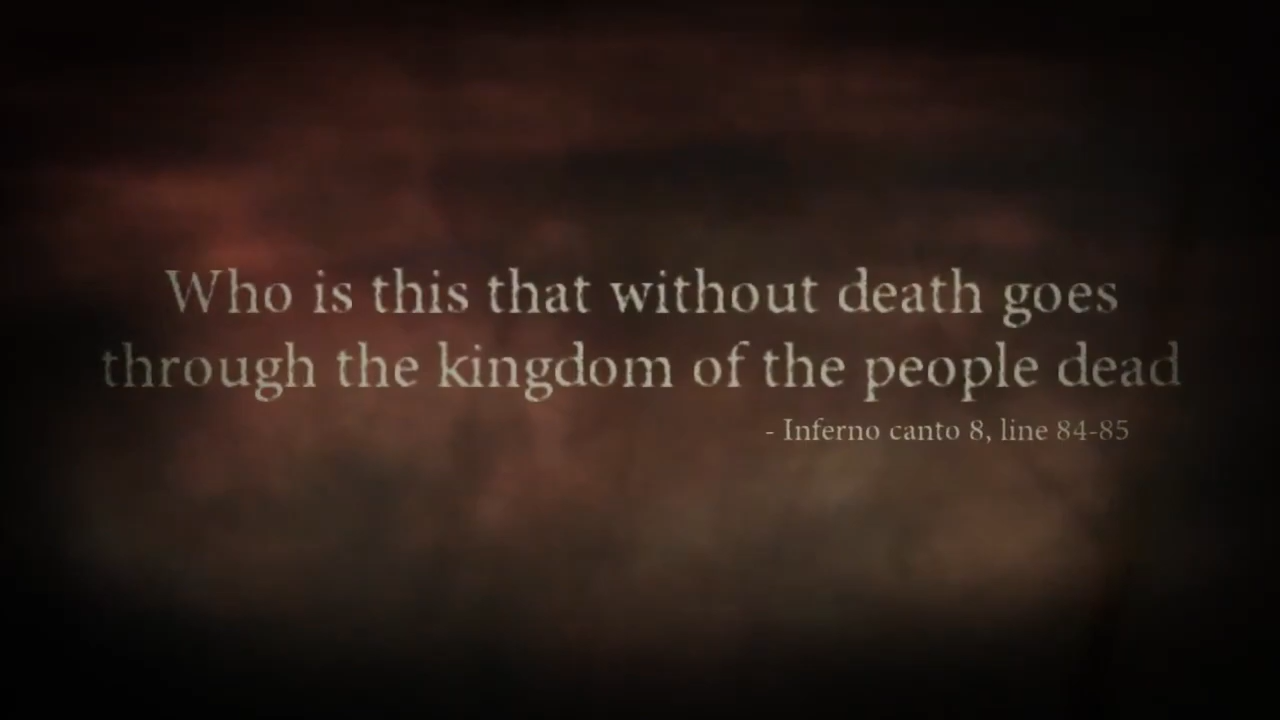 Who is this that without death goes
through the kingdom of the people dead
- Inferno canto 8, line 84-85